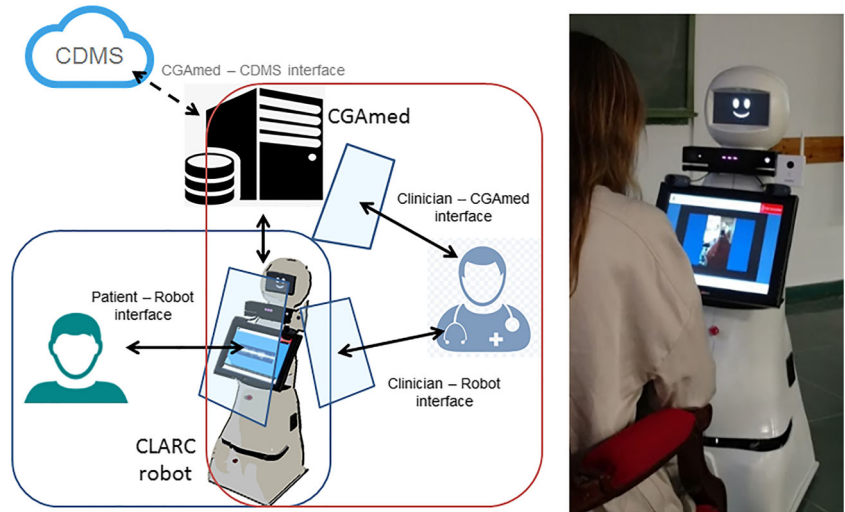 CDMS
CGAmed – CDMS interface
CGAmed
Clinician – CGAmed
interface
Patient – Robot
interface
Clinician – Robot
interface
CLARC
robot